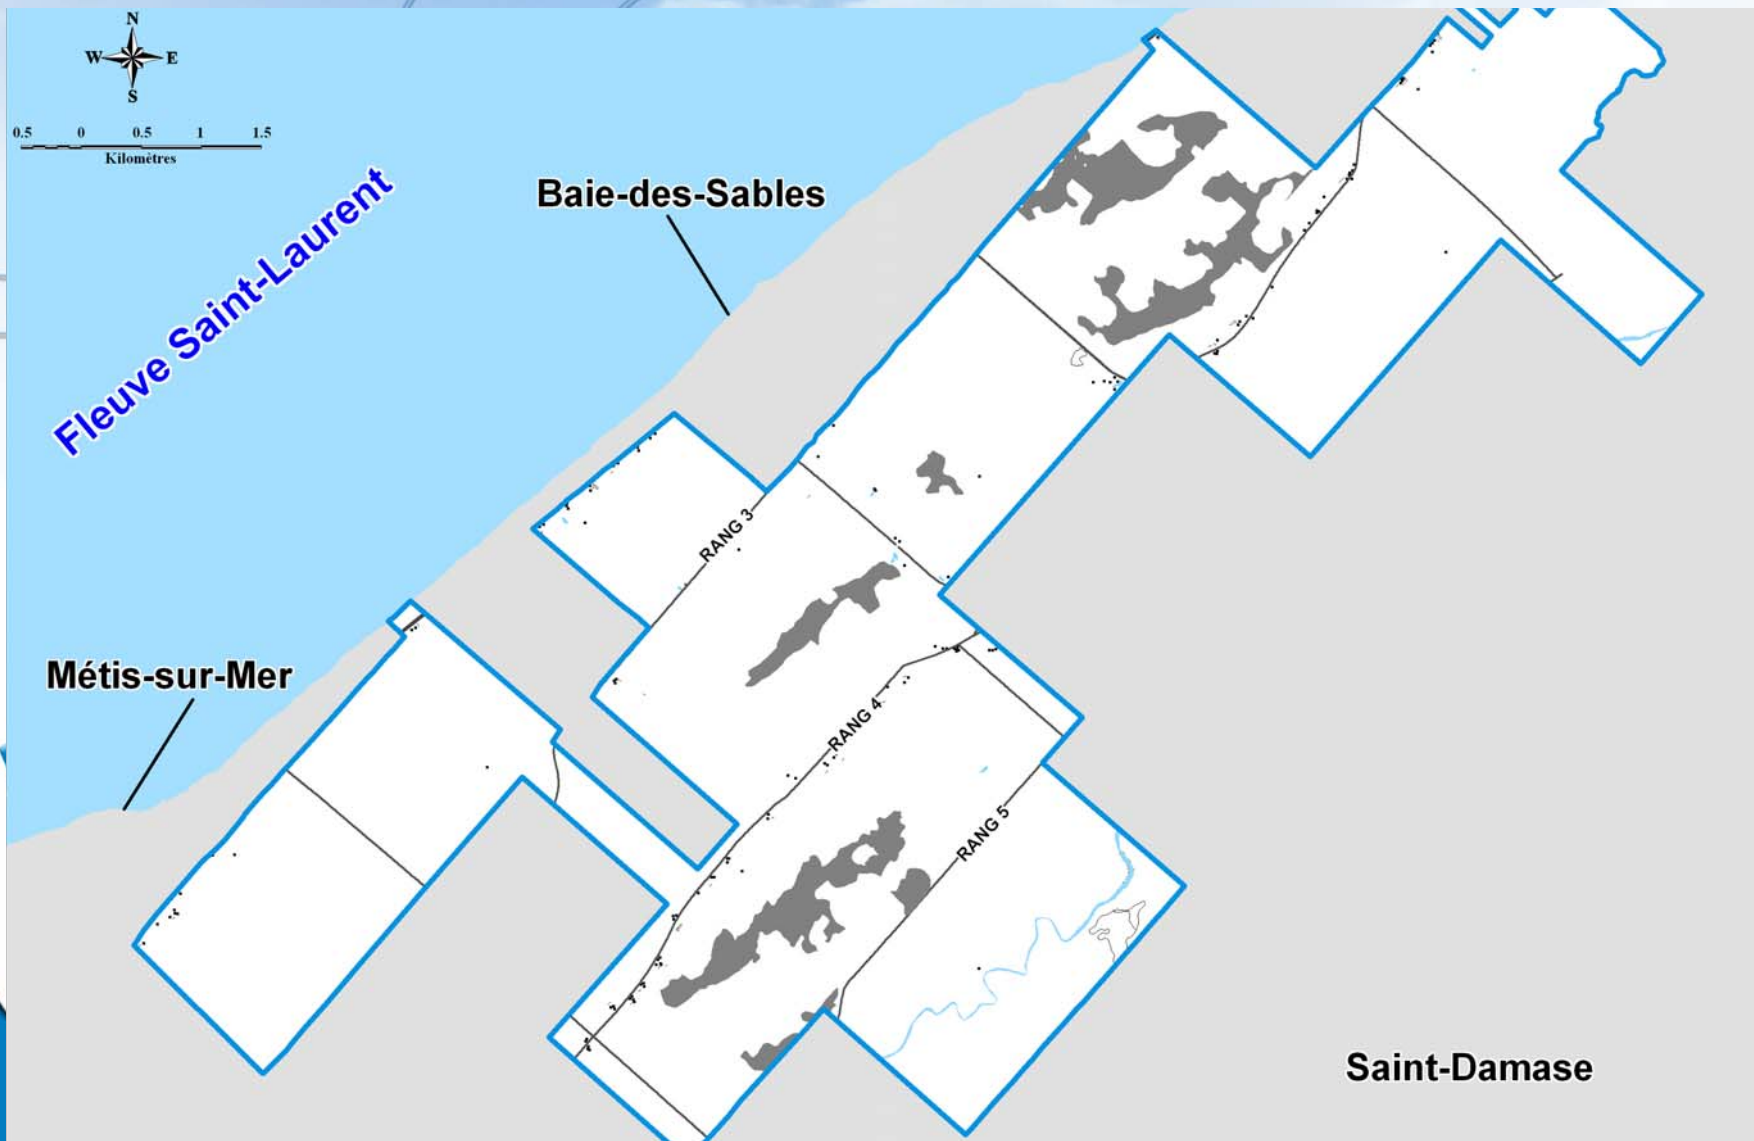 N
W E
S
0.5 0 0.5 1 1.5
Kilomètres
Fleuve Saint-Laurent
Baie-des-Sables
RANG 3
Métis-sur-Mer
RANG 4
RANG 5
Saint-Damase